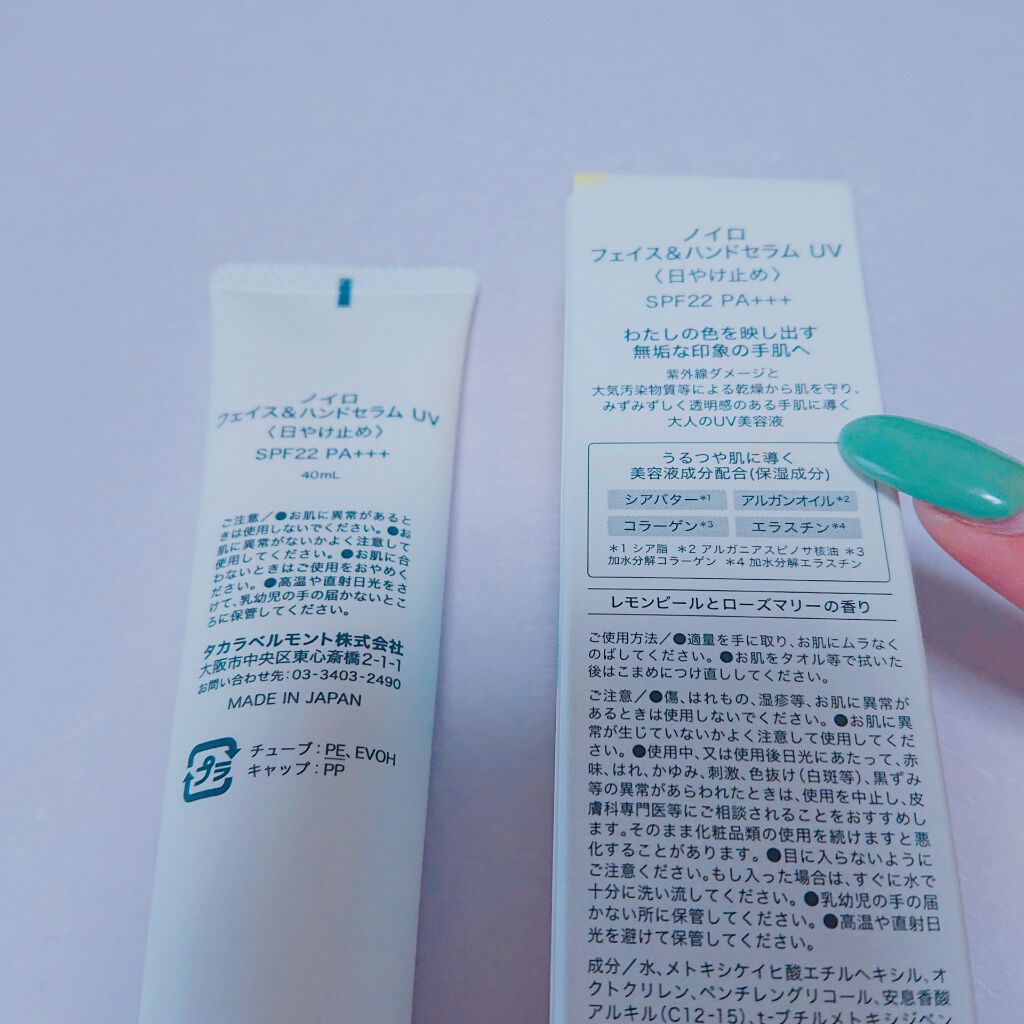 ノイロ
フェイス&ハンドセラム UV
〈日やけ止め〉
SPF22 PA+++
40mL
ご注意/●お肌に異常があると
きは使用しないでください。●お
肌に異常がないかよく注意して
使用してください。●お肌に合
わないときはご使用をおやめく
ださい。●高温や直射日光をさ
けて、乳幼児の手の届かないとこ
ろに保管してください。
タカラベルモント株式会社
大阪市中央区東心斎橋2-1-1
お問い合わせ先:03-3403-2490
MADE IN JAPAN
プラ
チューブ:PE、EVOH
キャップ:PP
ノイロ
フェイス&ハンドセラム UV
〈日やけ止め〉
SPF22 PA+++
わたしの色を映し出す
無垢な印象の手肌へ
紫外線ダメージと
大気汚染物質等による乾燥から肌を守り、
みずみずしく透明感のある手肌に導く
大人のUV美容液
うるつや肌に導く
美容液成分配合(保湿成分)
シアバター*1 アルガンオイル*2
コラーゲン*3 エラスチン*4
*1 シア脂 *2 アルガニアスピノサ核油 *3
加水分解コラーゲン *4 加水分解エラスチン
レモンピールとローズマリーの香り
ご使用方法/●適量を手に取り、お肌にムラなく
のばしてください。●お肌をタオル等で拭いた
後はこまめにつけ直ししてください。
ご注意/●傷、はれもの、湿疹等、お肌に異常が
あるときは使用しないでください。●お肌に異
常が生じていないかよく注意して使用してくだ
さい。●使用中、又は使用後日光にあたって、赤
味、はれ、かゆみ、刺激、色抜け(白斑等)、黒ずみ
等の異常があらわれたときは、使用を中止し、皮
膚科専門医等にご相談されることをおすすめし
ます。そのまま化粧品類の使用を続けますと悪
化することがあります。●目に入らないように
ご注意ください。もし入った場合は、すぐに水で
十分に洗い流してください。●乳幼児の手の届
かない所に保管してください。●高温や直射日
光を避けて保管してください。
成分/水、メトキシケイヒ酸エチルヘキシル、オ
クトクリレン、ペンチレングリコール、安息香酸
アルキル(C12-15)、t-ブチルメトキシジベン